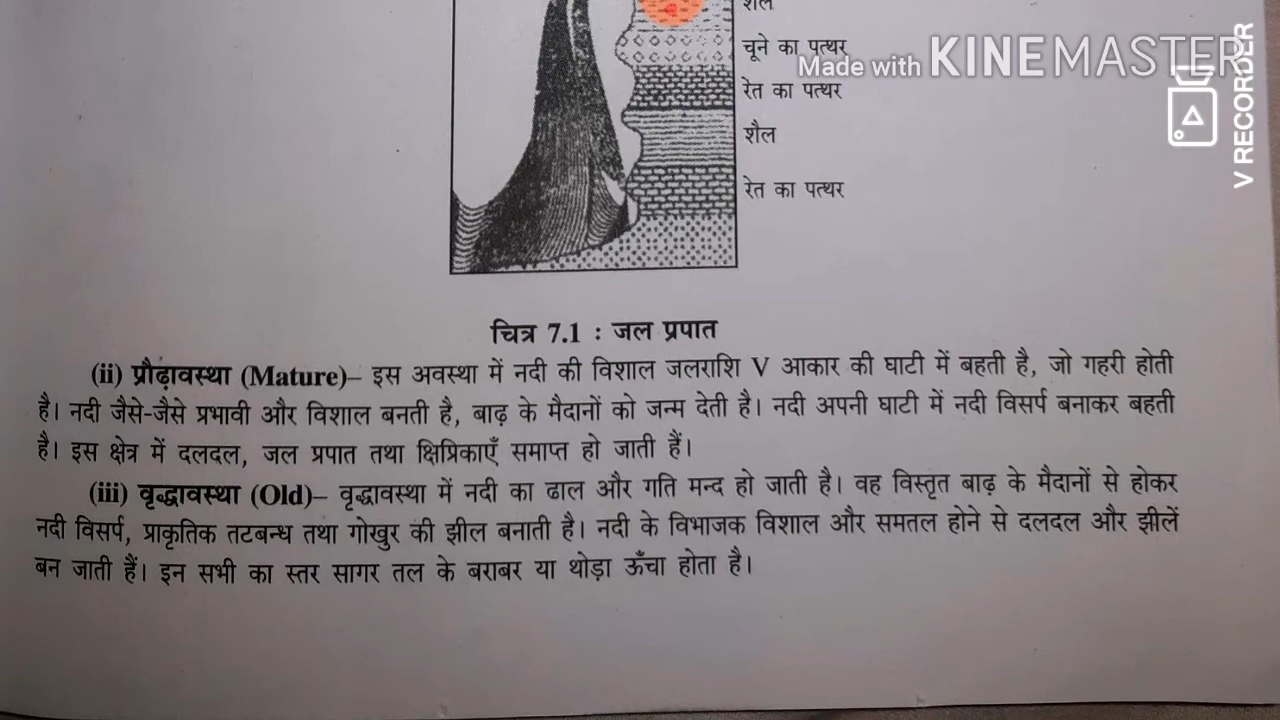 शैल
चूने का पत्थर
Made with KINEMASTER
रेत का पत्थर
शैल
रेत का पत्थर
V RECORDER
चित्र 7.1 : जल प्रपात
(ii) प्रौढ़ावस्था (Mature)– इस अवस्था में नदी की विशाल जलराशि V आकार की घाटी में बहती है, जो गहरी होती
है। नदी जैसे-जैसे प्रभावी और विशाल बनती है, बाढ़ के मैदानों को जन्म देती है। नदी अपनी घाटी में नदी विसर्प बनाकर बहती
है। इस क्षेत्र में दलदल, जल प्रपात तथा क्षिप्रिकाएँ समाप्त हो जाती हैं।
(iii) वृद्धावस्था (Old)– वृद्धावस्था में नदी का ढाल और गति मन्द हो जाती है। वह विस्तृत बाढ़ के मैदानों से होकर
नदी विसर्प, प्राकृतिक तटबन्ध तथा गोखुर की झील बनाती है। नदी के विभाजक विशाल और समतल होने से दलदल और झीलें
बन जाती हैं। इन सभी का स्तर सागर तल के बराबर या थोड़ा ऊँचा होता है।